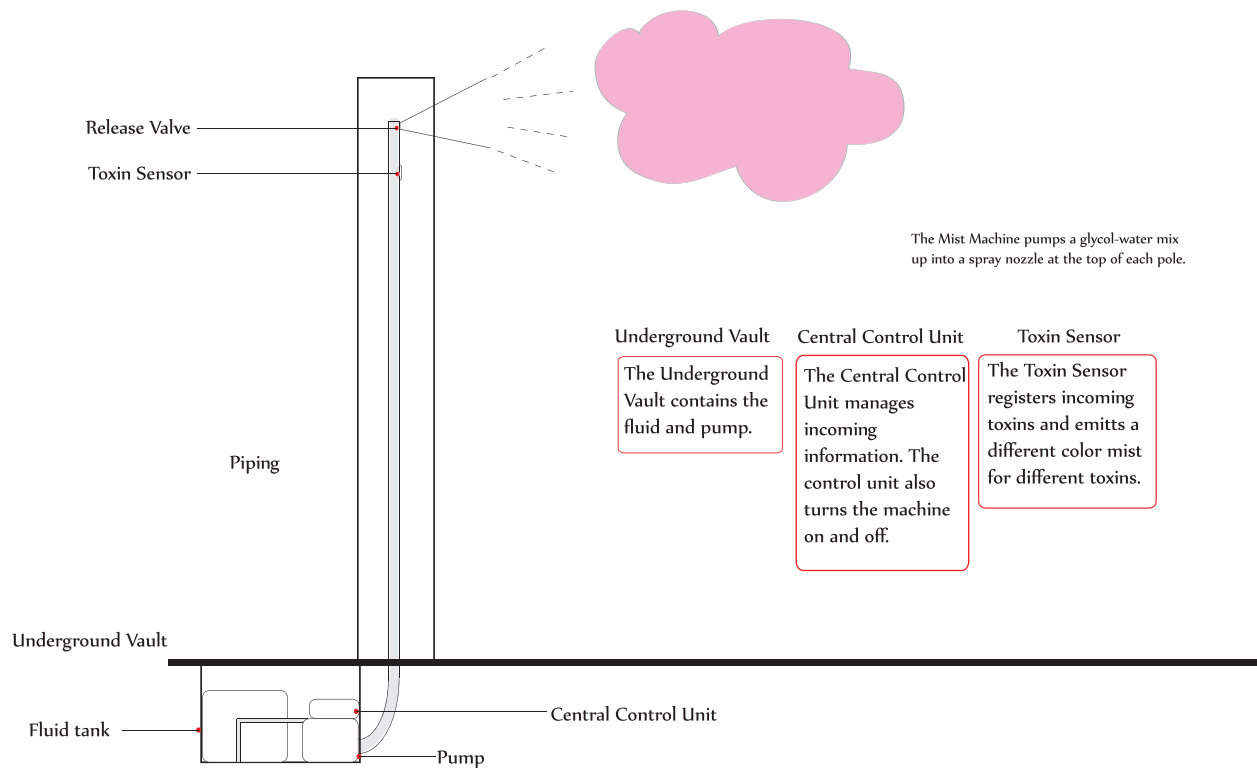 Release Valve
Toxin Sensor
The Mist Machine pumps a glycol-water mix
up into a spray nozzle at the top of each pole.
Underground Vault
The Underground
Vault contains the
fluid and pump.
Central Control Unit
The Central Control
Unit manages
incoming
information. The
control unit also
turns the machine
on and off.
Toxin Sensor
The Toxin Sensor
registers incoming
toxins and emitts a
different color mist
for different toxins.
Piping
Underground Vault
Fluid tank
Central Control Unit
Pump